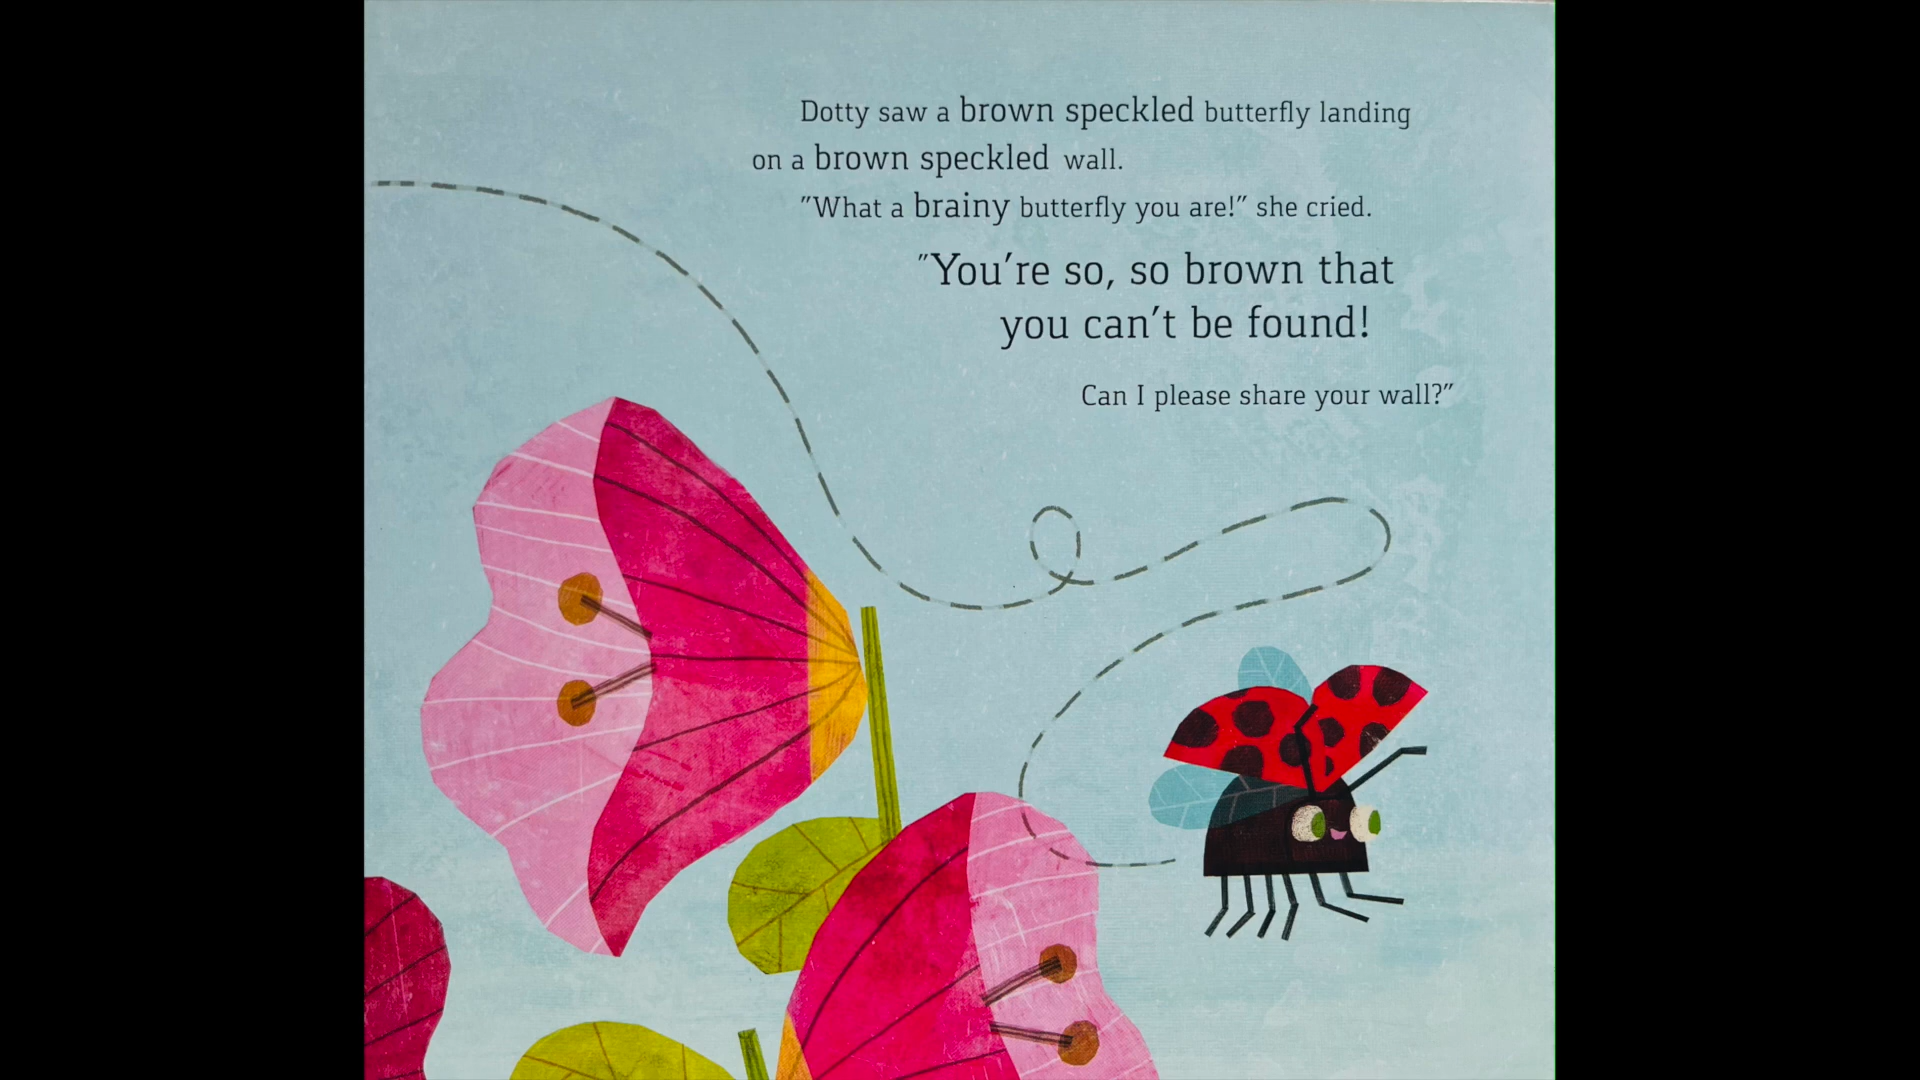 Dotty saw a brown speckled butterfly landing
on a brown speckled wall.
"What a brainy butterfly you are!" she cried.
"You're so, so brown that
you can't be found!
Can I please share your wall?"